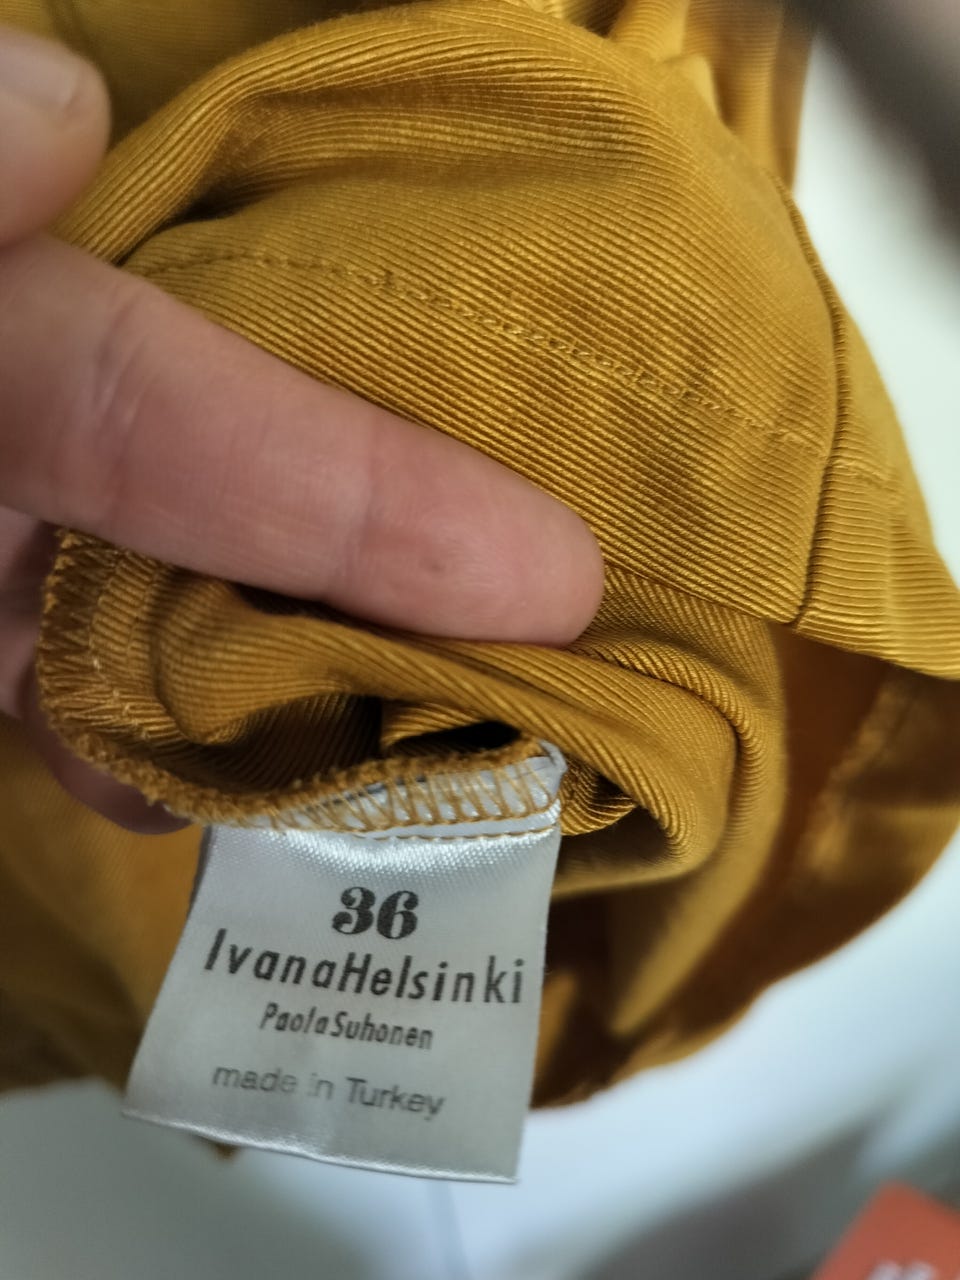 36
IvanaHelsinki
PaolaSuhonen
made in Turkey